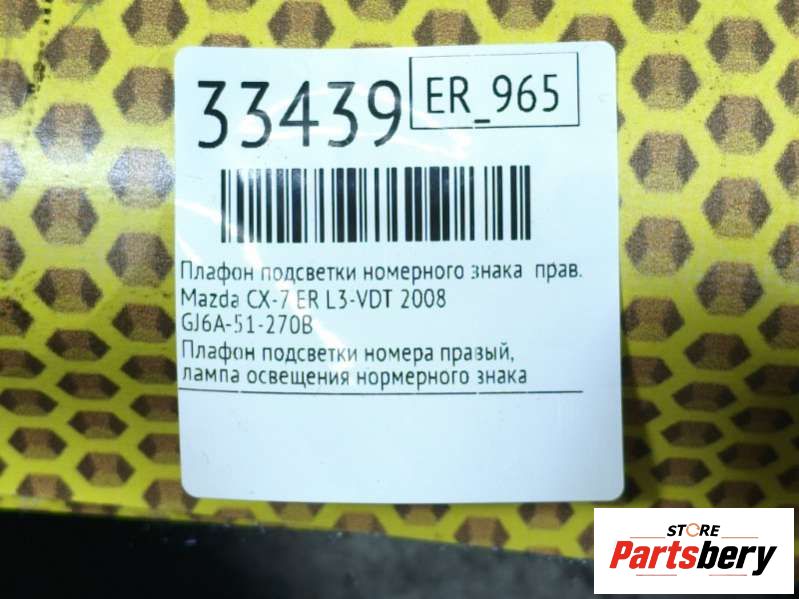 33439
ER_965
Плафон подсветки номерного знака прав.
Mazda CX-7 ER L3-VDT 2008
GJ6A-51-270B
Плафон подсветки номера празый,
лампа освещения нормерного знака
STORE
Partsbery